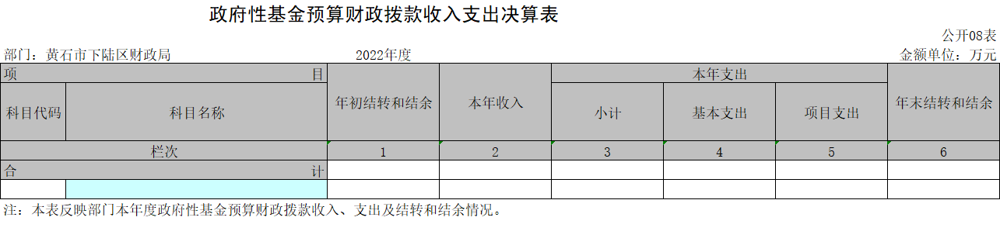 政府性基金预算财政拨款收入支出决算表
公开08表
部门：黄石市下陆区财政局 2022年度 金额单位：万元
项 目 年初结转和结余 本年收入 本年支出 年末结转和结余
科目代码 科目名称 小计 基本支出 项目支出
栏次 1 2 3 4 5 6
合 计
注：本表反映部门本年度政府性基金预算财政拨款收入、支出及结转和结余情况。